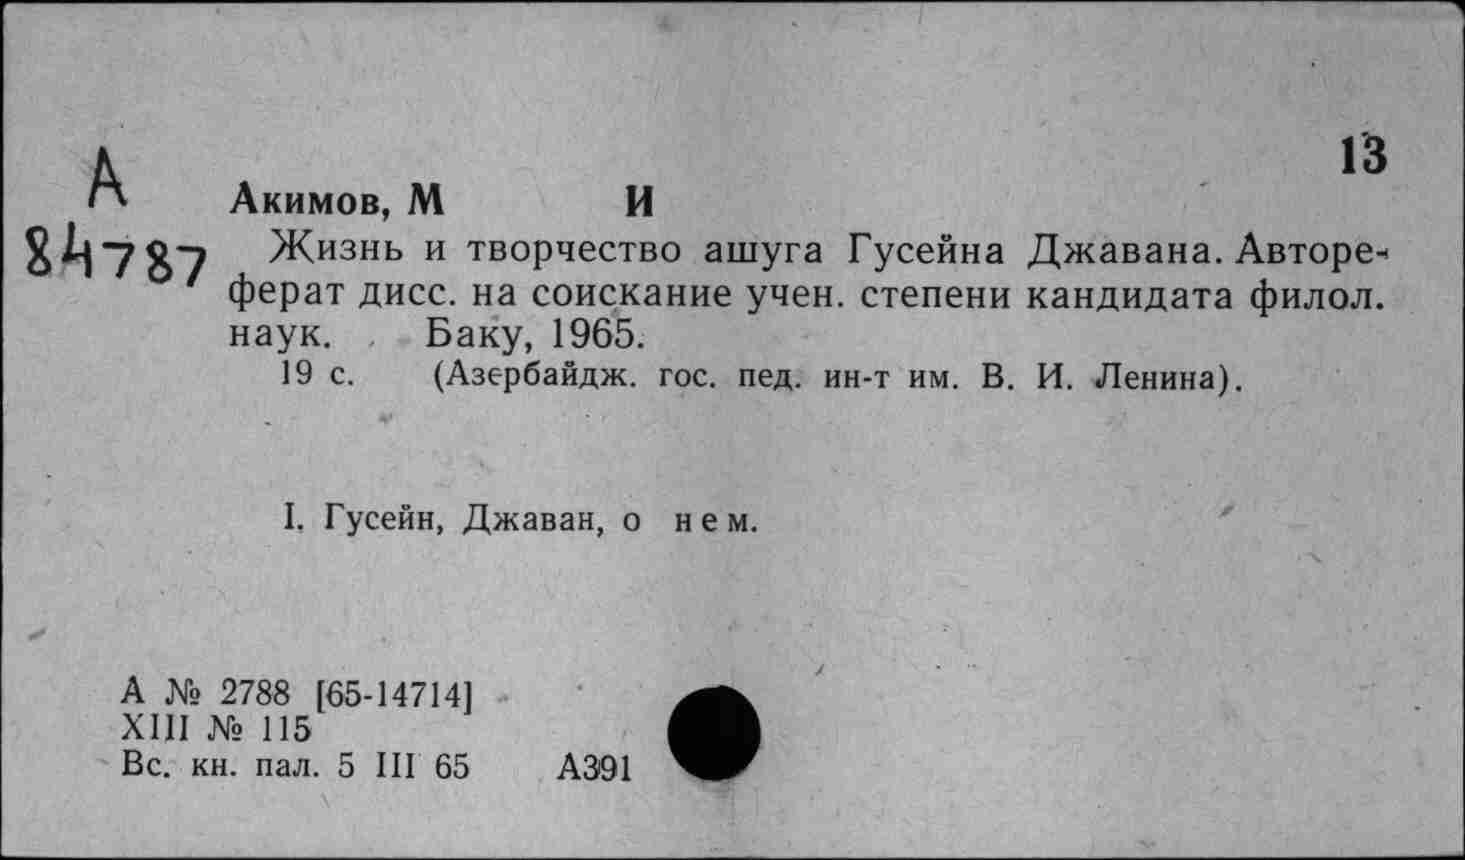 13
А
84787
Акимов, М И
Жизнь и творчество ашуга Гусейна Джавана. Авторе-
ферат дисс. на соискание учен. степени кандидата филол.
наук. Баку, 1965.
19 с. (Азербайдж. гос. пед. ин-т им. В. И. Ленина).
I. Гусейн, Джаван, о нем.
А № 2788 [65-14714]
XIII № 115
Вс. кн. пал. 5 III 65 А391